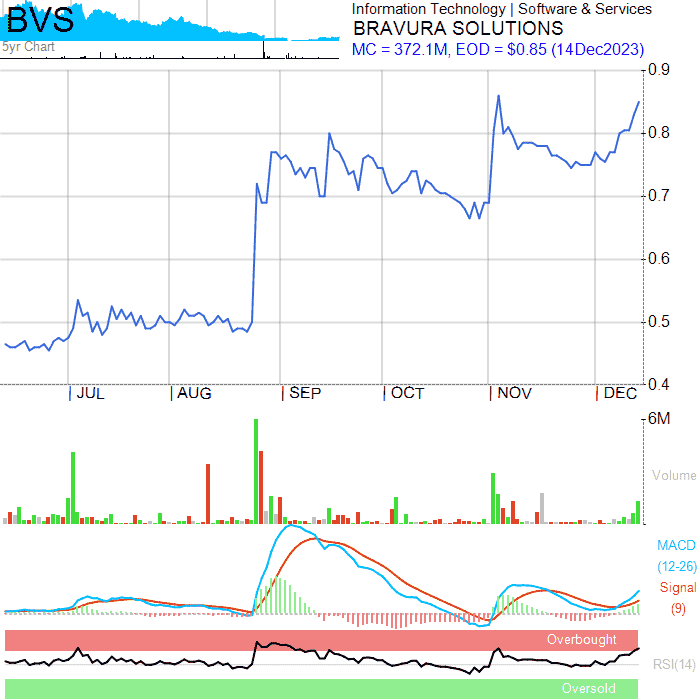 BVS
Information Technology | Software & Services
BRAVURA SOLUTIONS
5yr Chart
MC = 372.1M, EOD = $0.85 (14Dec2023)
0.9
0.8
0.7
0.6
0.5
0.4
JUL AUG SEP OCT NOV DEC
6M
Volume
MACD
(12-26)
Signal
(9)
Overbought
RSI(14)
Oversold